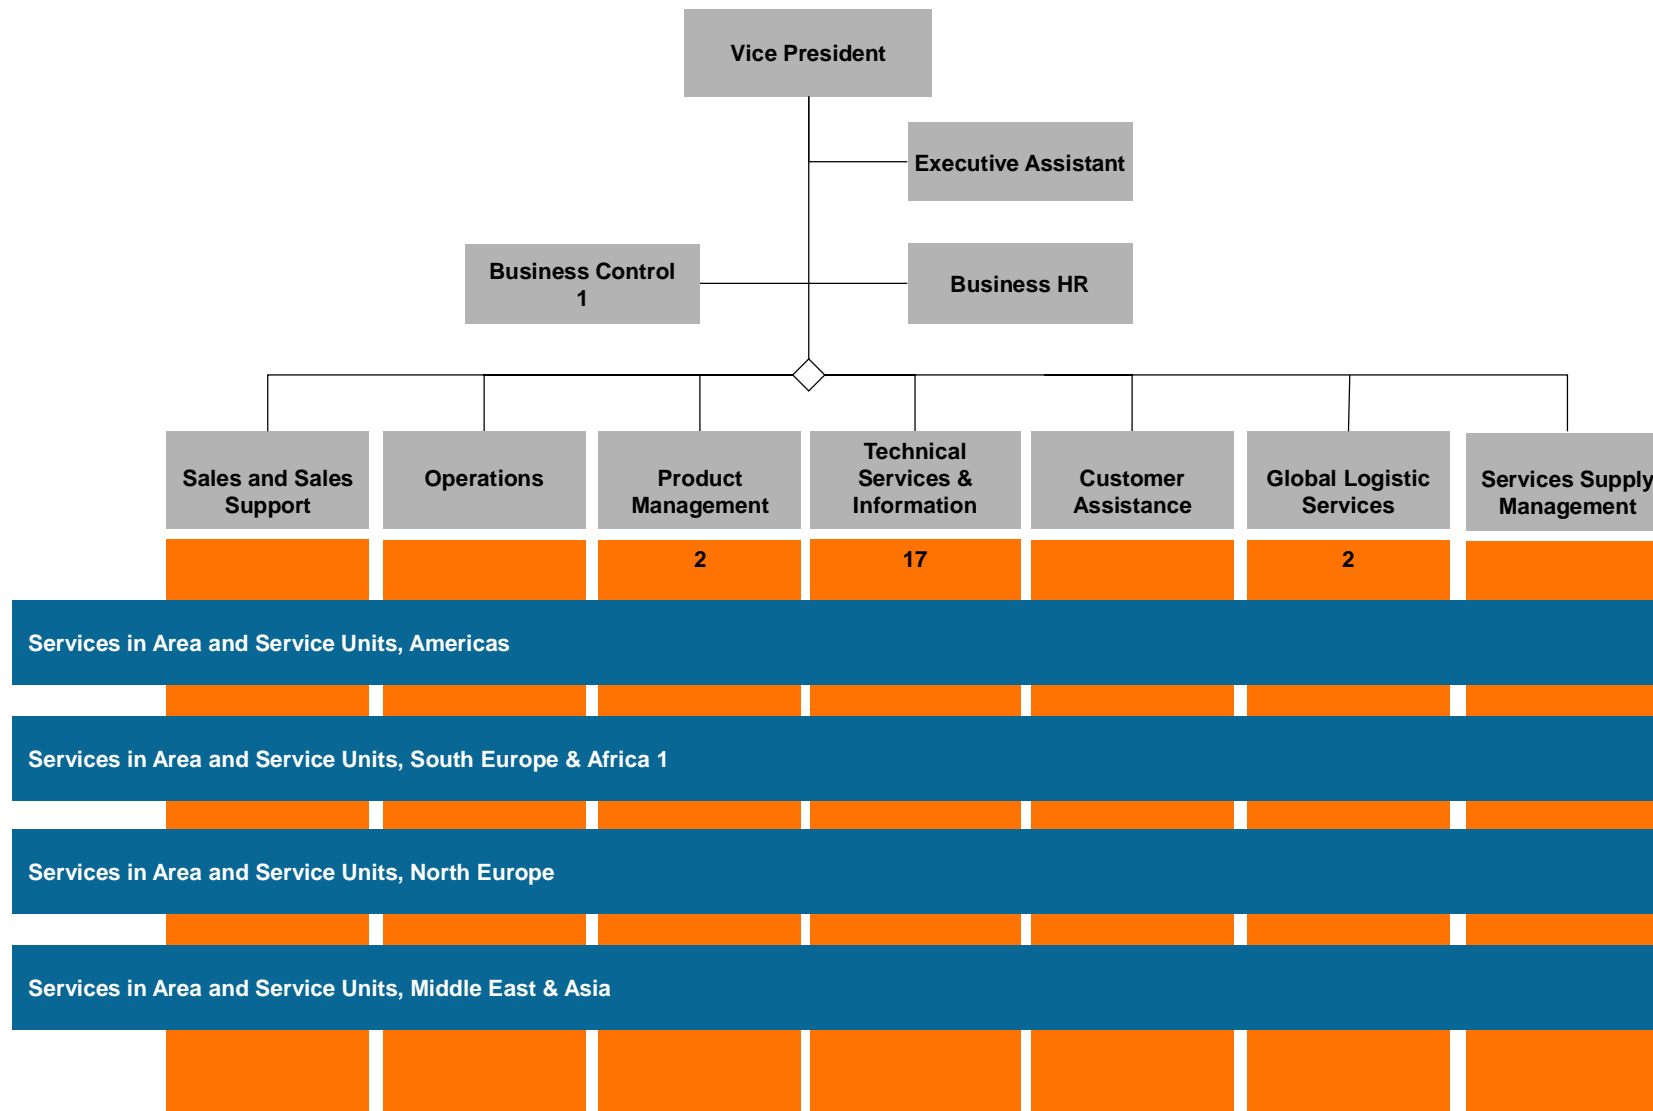 Vice President
Executive Assistant
Business Control
1
Business HR
Sales and Sales
Support
Operations
Product
Management
Technical
Services &
Information
Customer
Assistance
Global Logistic
Services
Services Supply
Management
2
17
2
Services in Area and Service Units, Americas
Services in Area and Service Units, South Europe & Africa 1
Services in Area and Service Units, North Europe
Services in Area and Service Units, Middle East & Asia